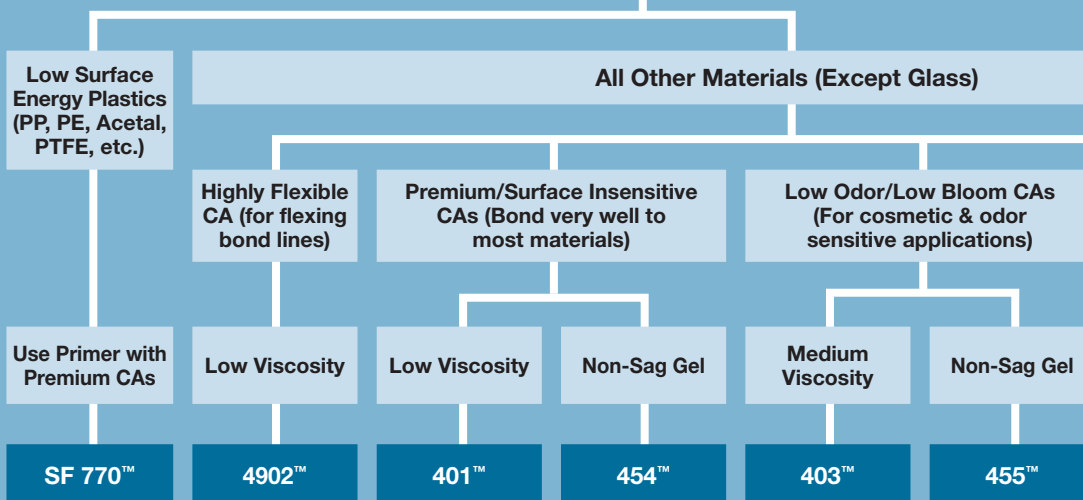 Low Surface
Energy Plastics
(PP, PE, Acetal,
PTFE, etc.)
All Other Materials (Except Glass)
Highly Flexible
CA (for flexing
bond lines)
Premium/Surface Insensitive
CAs (Bond very well to
most materials)
Low Odor/Low Bloom CAs
(For cosmetic & odor
sensitive applications)
Use Primer with
Premium CAs
Low Viscosity
Low Viscosity
Non-Sag Gel
Medium
Viscosity
Non-Sag Gel
SF 770™
4902™
401™
454™
403™
455™